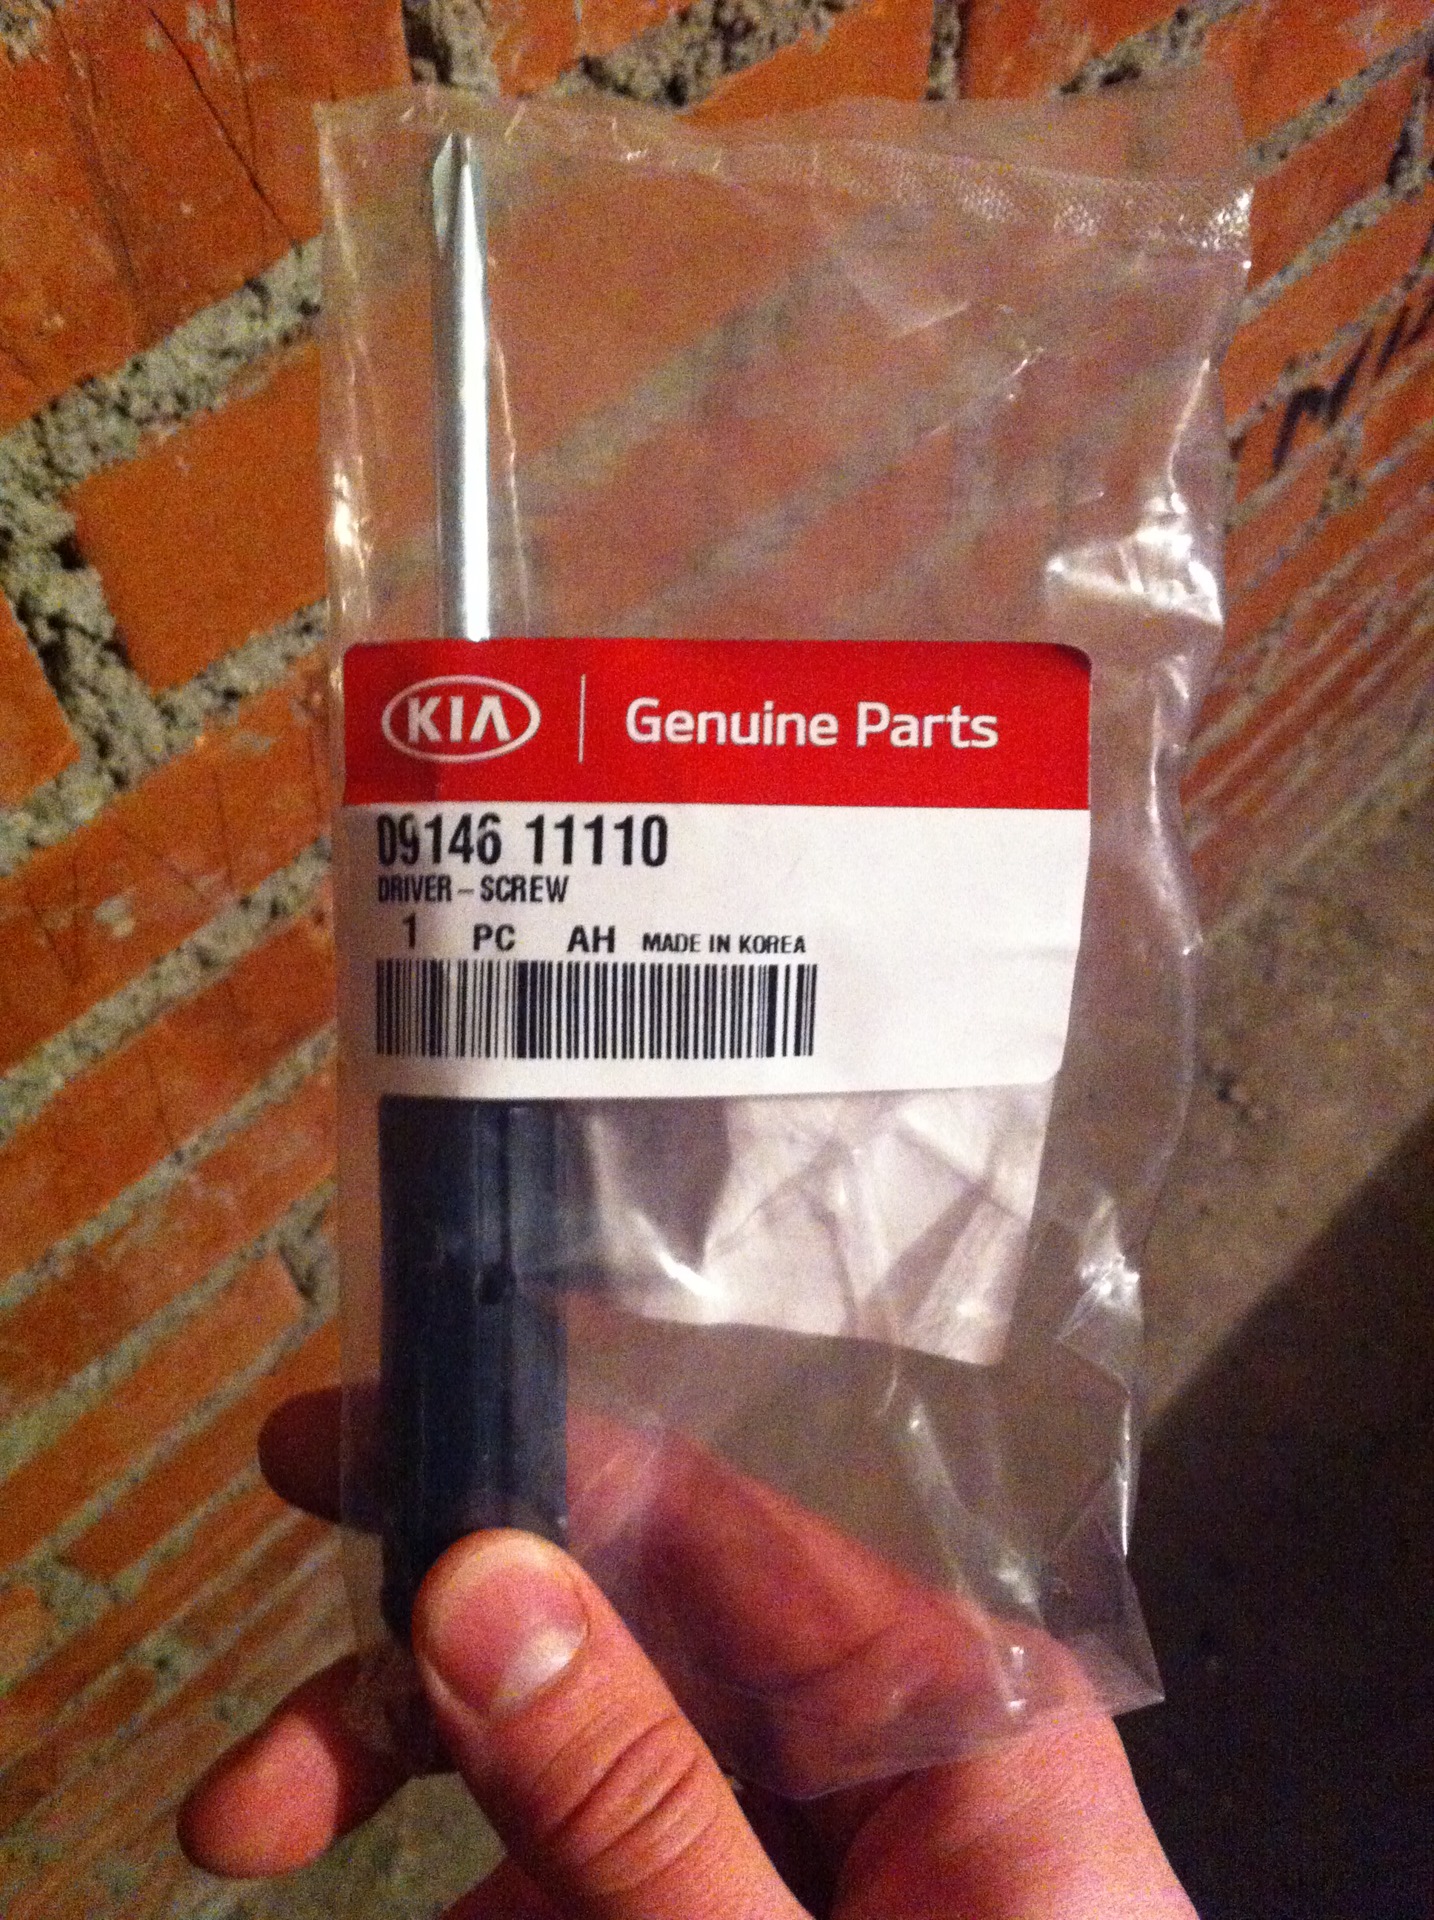 KIA Genuine Parts
09146 11110
DRIVER-SCREW
1 PC AH MADE IN KOREA